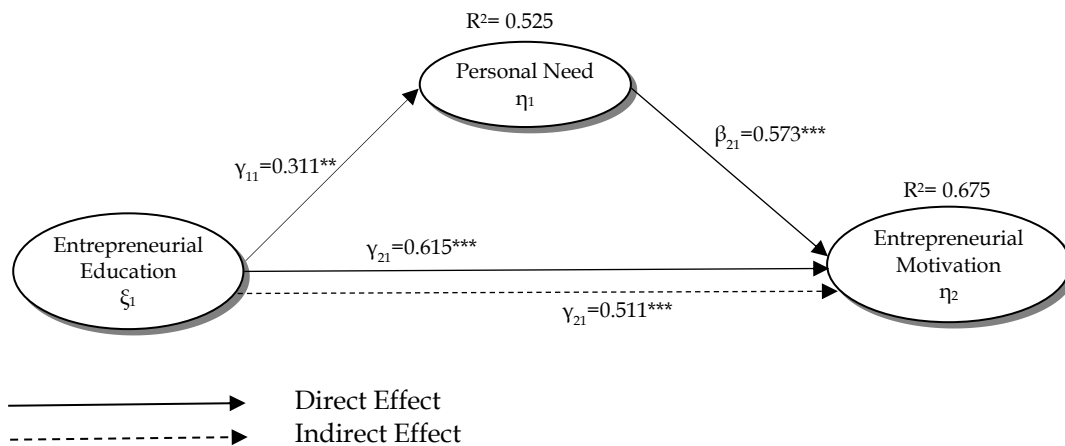 R²= 0.525
Personal Need
η₁
γ₁₁=0.311**
β₂₁=0.573***
R²= 0.675
Entrepreneurial
Education
ξ₁
γ₂₁=0.615***
Entrepreneurial
Motivation
η₂
γ₂₁=0.511***
Direct Effect
Indirect Effect